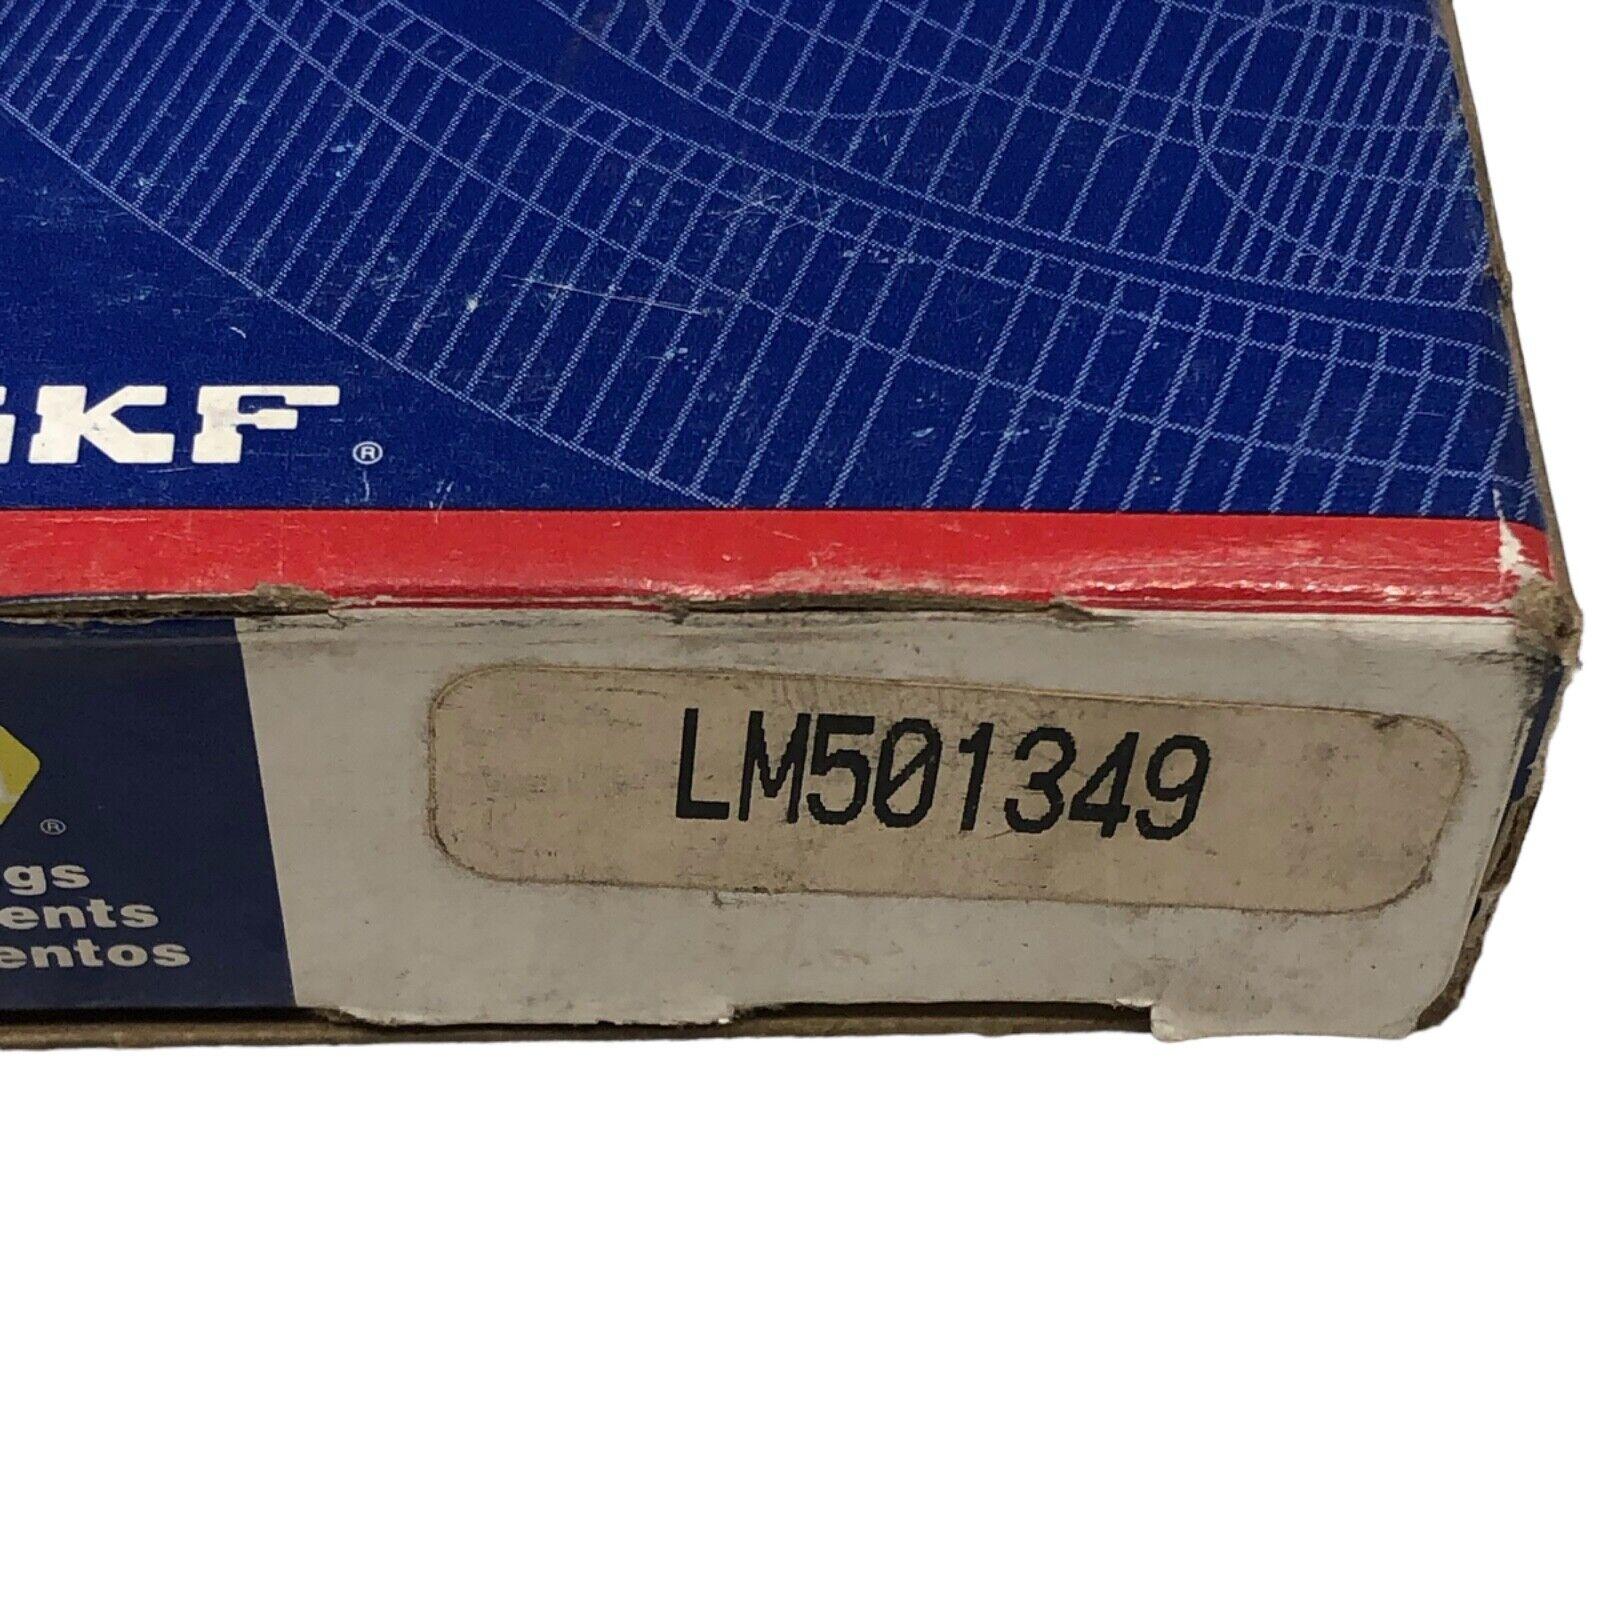 SKF ®
LM501349
®
gs
ents
entos